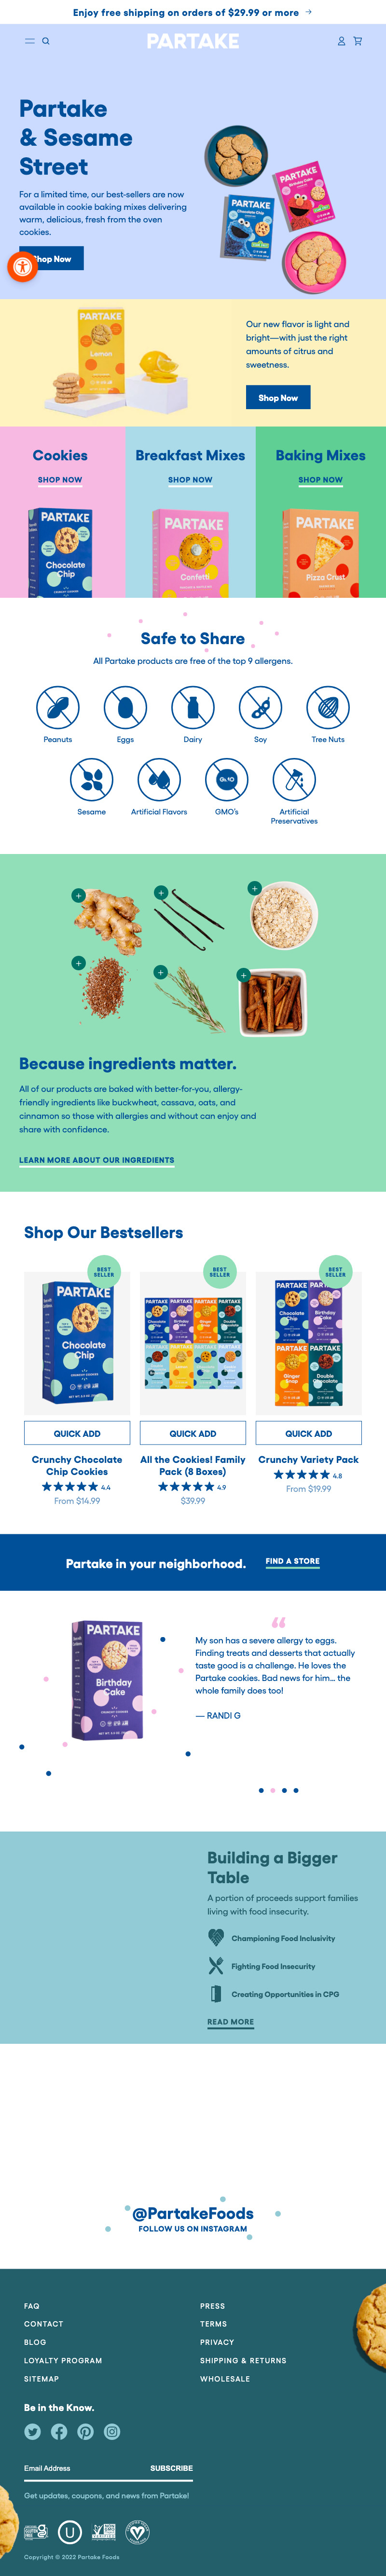 Enjoy free shipping on orders of $29.99 or more →
PARTAKE
Partake
& Sesame
Street
For a limited time, our best-sellers are now
available in cookie baking mixes delivering
warm, delicious, fresh from the oven
cookies.
Shop Now
PARTAKE
Lemon
Our new flavor is light and
bright—with just the right
amounts of citrus and
sweetness.
Shop Now
Cookies
SHOP NOW
PARTAKE
Chocolate
Chip
Breakfast Mixes
SHOP NOW
PARTAKE
Confetti
Baking Mixes
SHOP NOW
PARTAKE
Pizza Crust
Safe to Share
All Partake products are free of the top 9 allergens.
Peanuts
Eggs
Dairy
Soy
Tree Nuts
Sesame
Artificial Flavors
GMO's
Artificial
Preservatives
Because ingredients matter.
All of our products are baked with better-for-you, allergy-
friendly ingredients like buckwheat, cassava, oats, and
cinnamon so those with allergies and without can enjoy and
share with confidence.
LEARN MORE ABOUT OUR INGREDIENTS
Shop Our Bestsellers
BEST
SELLER
BEST
SELLER
BEST
SELLER
PARTAKE
Chocolate
Chip
QUICK ADD
QUICK ADD
QUICK ADD
Crunchy Chocolate
Chip Cookies
4.4
From $14.99
All the Cookies! Family
Pack (8 Boxes)
4.9
$39.99
Crunchy Variety Pack
4.8
From $19.99
Partake in your neighborhood.
FIND A STORE
PARTAKE
Birthday
Cake
“
My son has a severe allergy to eggs.
Finding treats and desserts that actually
taste good is a challenge. He loves the
Partake cookies. Bad news for him... the
whole family does too!
— RANDI G
Building a Bigger
Table
A portion of proceeds support families
living with food insecurity.
Championing Food Inclusivity
Fighting Food Insecurity
Creating Opportunities in CPG
READ MORE
@PartakeFoods
FOLLOW US ON INSTAGRAM
FAQ
CONTACT
BLOG
LOYALTY PROGRAM
SITEMAP
PRESS
TERMS
PRIVACY
SHIPPING & RETURNS
WHOLESALE
Be in the Know.
Email Address
SUBSCRIBE
Get updates, coupons, and news from Partake!
Copyright © 2022 Partake Foods